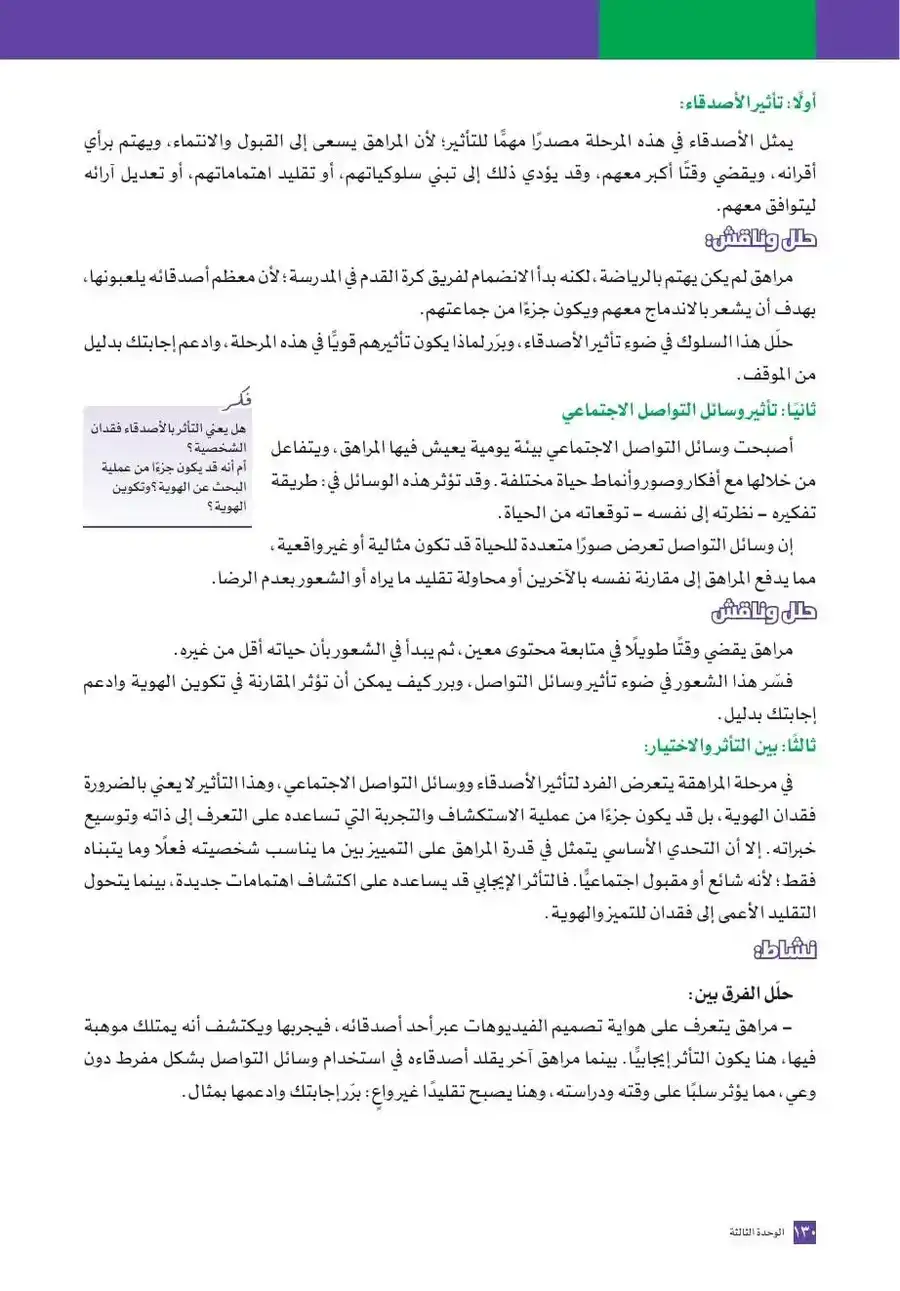 أولًا: تأثير الأصدقاء:
يمثل الأصدقاء في هذه المرحلة مصدرًا مهمًّا للتأثير؛ لأن المراهق يسعى إلى القبول والانتماء، ويهتم برأي
أقرانه، ويقضي وقتًا أكبر معهم، وقد يؤدي ذلك إلى تبني سلوكياتهم، أو تقليد اهتماماتهم، أو تعديل آرائه
ليتوافق معهم.
حلل وناقش:
مراهق لم يكن يهتم بالرياضة، لكنه بدأ الانضمام لفريق كرة القدم في المدرسة؛ لأن معظم أصدقائه يلعبونها،
بهدف أن يشعر بالاندماج معهم ويكون جزءًا من جماعتهم.
حلّل هذا السلوك في ضوء تأثير الأصدقاء، وبرّر لماذا يكون تأثيرهم قويًّا في هذه المرحلة، وادعم إجابتك بدليل
من الموقف.
ثانيًا: تأثير وسائل التواصل الاجتماعي
أصبحت وسائل التواصل الاجتماعي بيئة يومية يعيش فيها المراهق، ويتفاعل
من خلالها مع أفكار وصور وأنماط حياة مختلفة. وقد تؤثر هذه الوسائل في: طريقة
تفكيره – نظرته إلى نفسه – توقعاته من الحياة.
فكر
هل يعني التأثر بالأصدقاء فقدان
الشخصية؟
أم أنه قد يكون جزءًا من عملية
البحث عن الهوية؟ وتكوين
الهوية؟
إن وسائل التواصل تعرض صورًا متعددة للحياة قد تكون مثالية أو غير واقعية،
مما يدفع المراهق إلى مقارنة نفسه بالآخرين أو محاولة تقليد ما يراه أو الشعور بعدم الرضا.
حلل وناقش
مراهق يقضي وقتًا طويلًا في متابعة محتوى معين، ثم يبدأ في الشعور بأن حياته أقل من غيره.
فسّر هذا الشعور في ضوء تأثير وسائل التواصل، وبرر كيف يمكن أن تؤثر المقارنة في تكوين الهوية وادعم
إجابتك بدليل.
ثالثًا: بين التأثر والاختيار:
في مرحلة المراهقة يتعرض الفرد لتأثير الأصدقاء ووسائل التواصل الاجتماعي، وهذا التأثير لا يعني بالضرورة
فقدان الهوية، بل قد يكون جزءًا من عملية الاستكشاف والتجربة التي تساعده على التعرف إلى ذاته وتوسيع
خبراته. إلا أن التحدي الأساسي يتمثل في قدرة المراهق على التمييز بين ما يناسب شخصيته فعلًا وما يتبناه
فقط؛ لأنه شائع أو مقبول اجتماعيًّا. فالتأثر الإيجابي قد يساعده على اكتشاف اهتمامات جديدة، بينما يتحول
التقليد الأعمى إلى فقدان للتميز والهوية.
نشاط:
حلّل الفرق بين:
– مراهق يتعرف على هواية تصميم الفيديوهات عبر أحد أصدقائه، فيجربها ويكتشف أنه يمتلك موهبة
فيها، هنا يكون التأثر إيجابيًّا. بينما مراهق آخر يقلد أصدقاءه في استخدام وسائل التواصل بشكل مفرط دون
وعي، مما يؤثر سلبًا على وقته ودراسته، وهنا يصبح تقليدًا غير واعٍ: برّر إجابتك وادعمها بمثال.
١٣٠ الوحدة الثالثة